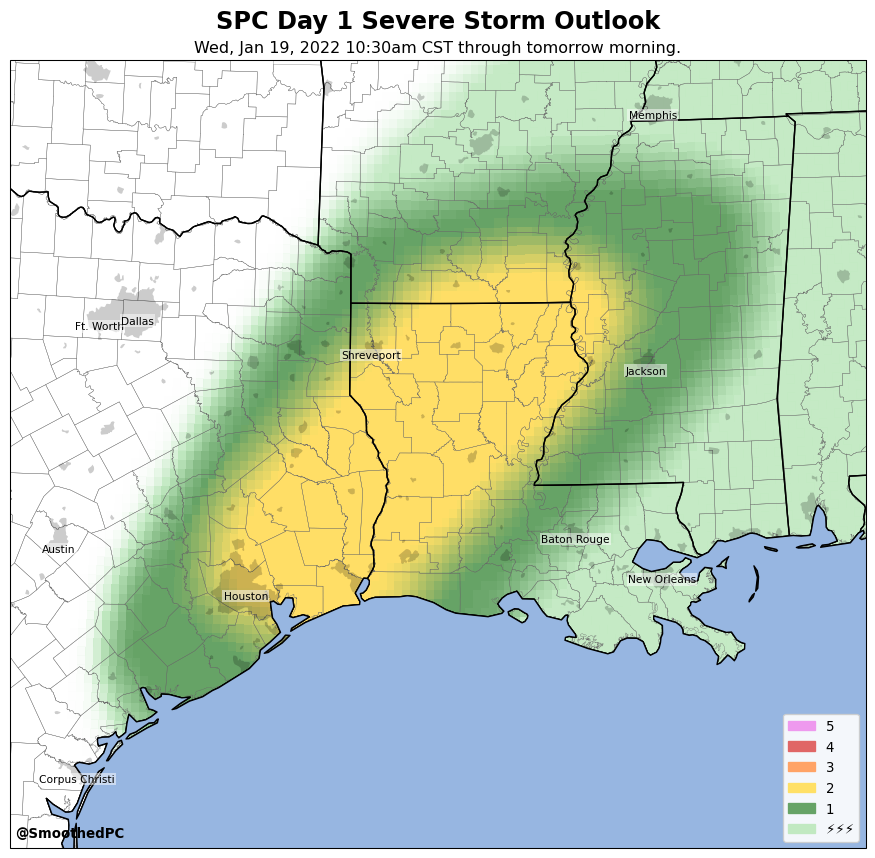 SPC Day 1 Severe Storm Outlook
Wed, Jan 19, 2022 10:30am CST through tomorrow morning.
Memphis
Ft. Worth
Dallas
Shreveport
Jackson
Austin
Baton Rouge
New Orleans
Houston
Corpus Christi
5
4
3
2
1
⚡⚡⚡
@SmoothedPC